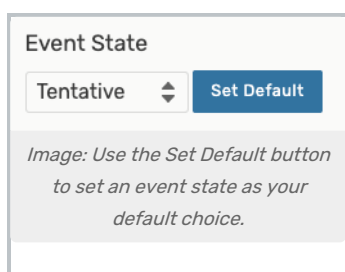 Event State
Tentative Set Default
Image: Use the Set Default button
to set an event state as your
default choice.